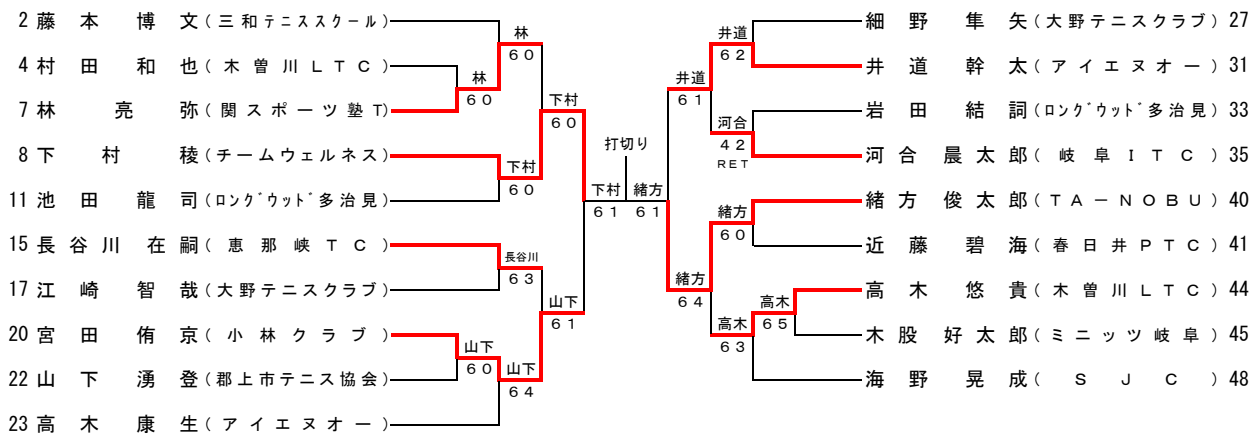 2 藤本博文(三和テニススクール)
4 村田和也(木曽川LTC)
7 林亮弥(関スポーツ塾T)
8 下村稜(チームウェルネス)
11 池田龍司(ロングウッド多治見)
15 長谷川在嗣(恵那峡TC)
17 江崎智哉(大野テニスクラブ)
20 宮田侑京(小林クラブ)
22 山下湧登(郡上市テニス協会)
23 高木康生(アイエヌオー)
林
60
林
60
下村
60
下村
60
長谷川
63
山下
61
山下
60
山下
64
打切り
下村 緒方
61 61
井道
62
井道
61
河合
42
RET
緒方
60
緒方
64
高木
65
高木
63
細野隼矢(大野テニスクラブ) 27
井道幹太(アイエヌオー) 31
岩田結詞(ロングウッド多治見) 33
河合晨太郎(岐阜ITC) 35
緒方俊太郎(TA-NOBU) 40
近藤碧海(春日井PTC) 41
高木悠貴(木曽川LTC) 44
木股好太郎(ミニッツ岐阜) 45
海野晃成(SJC) 48